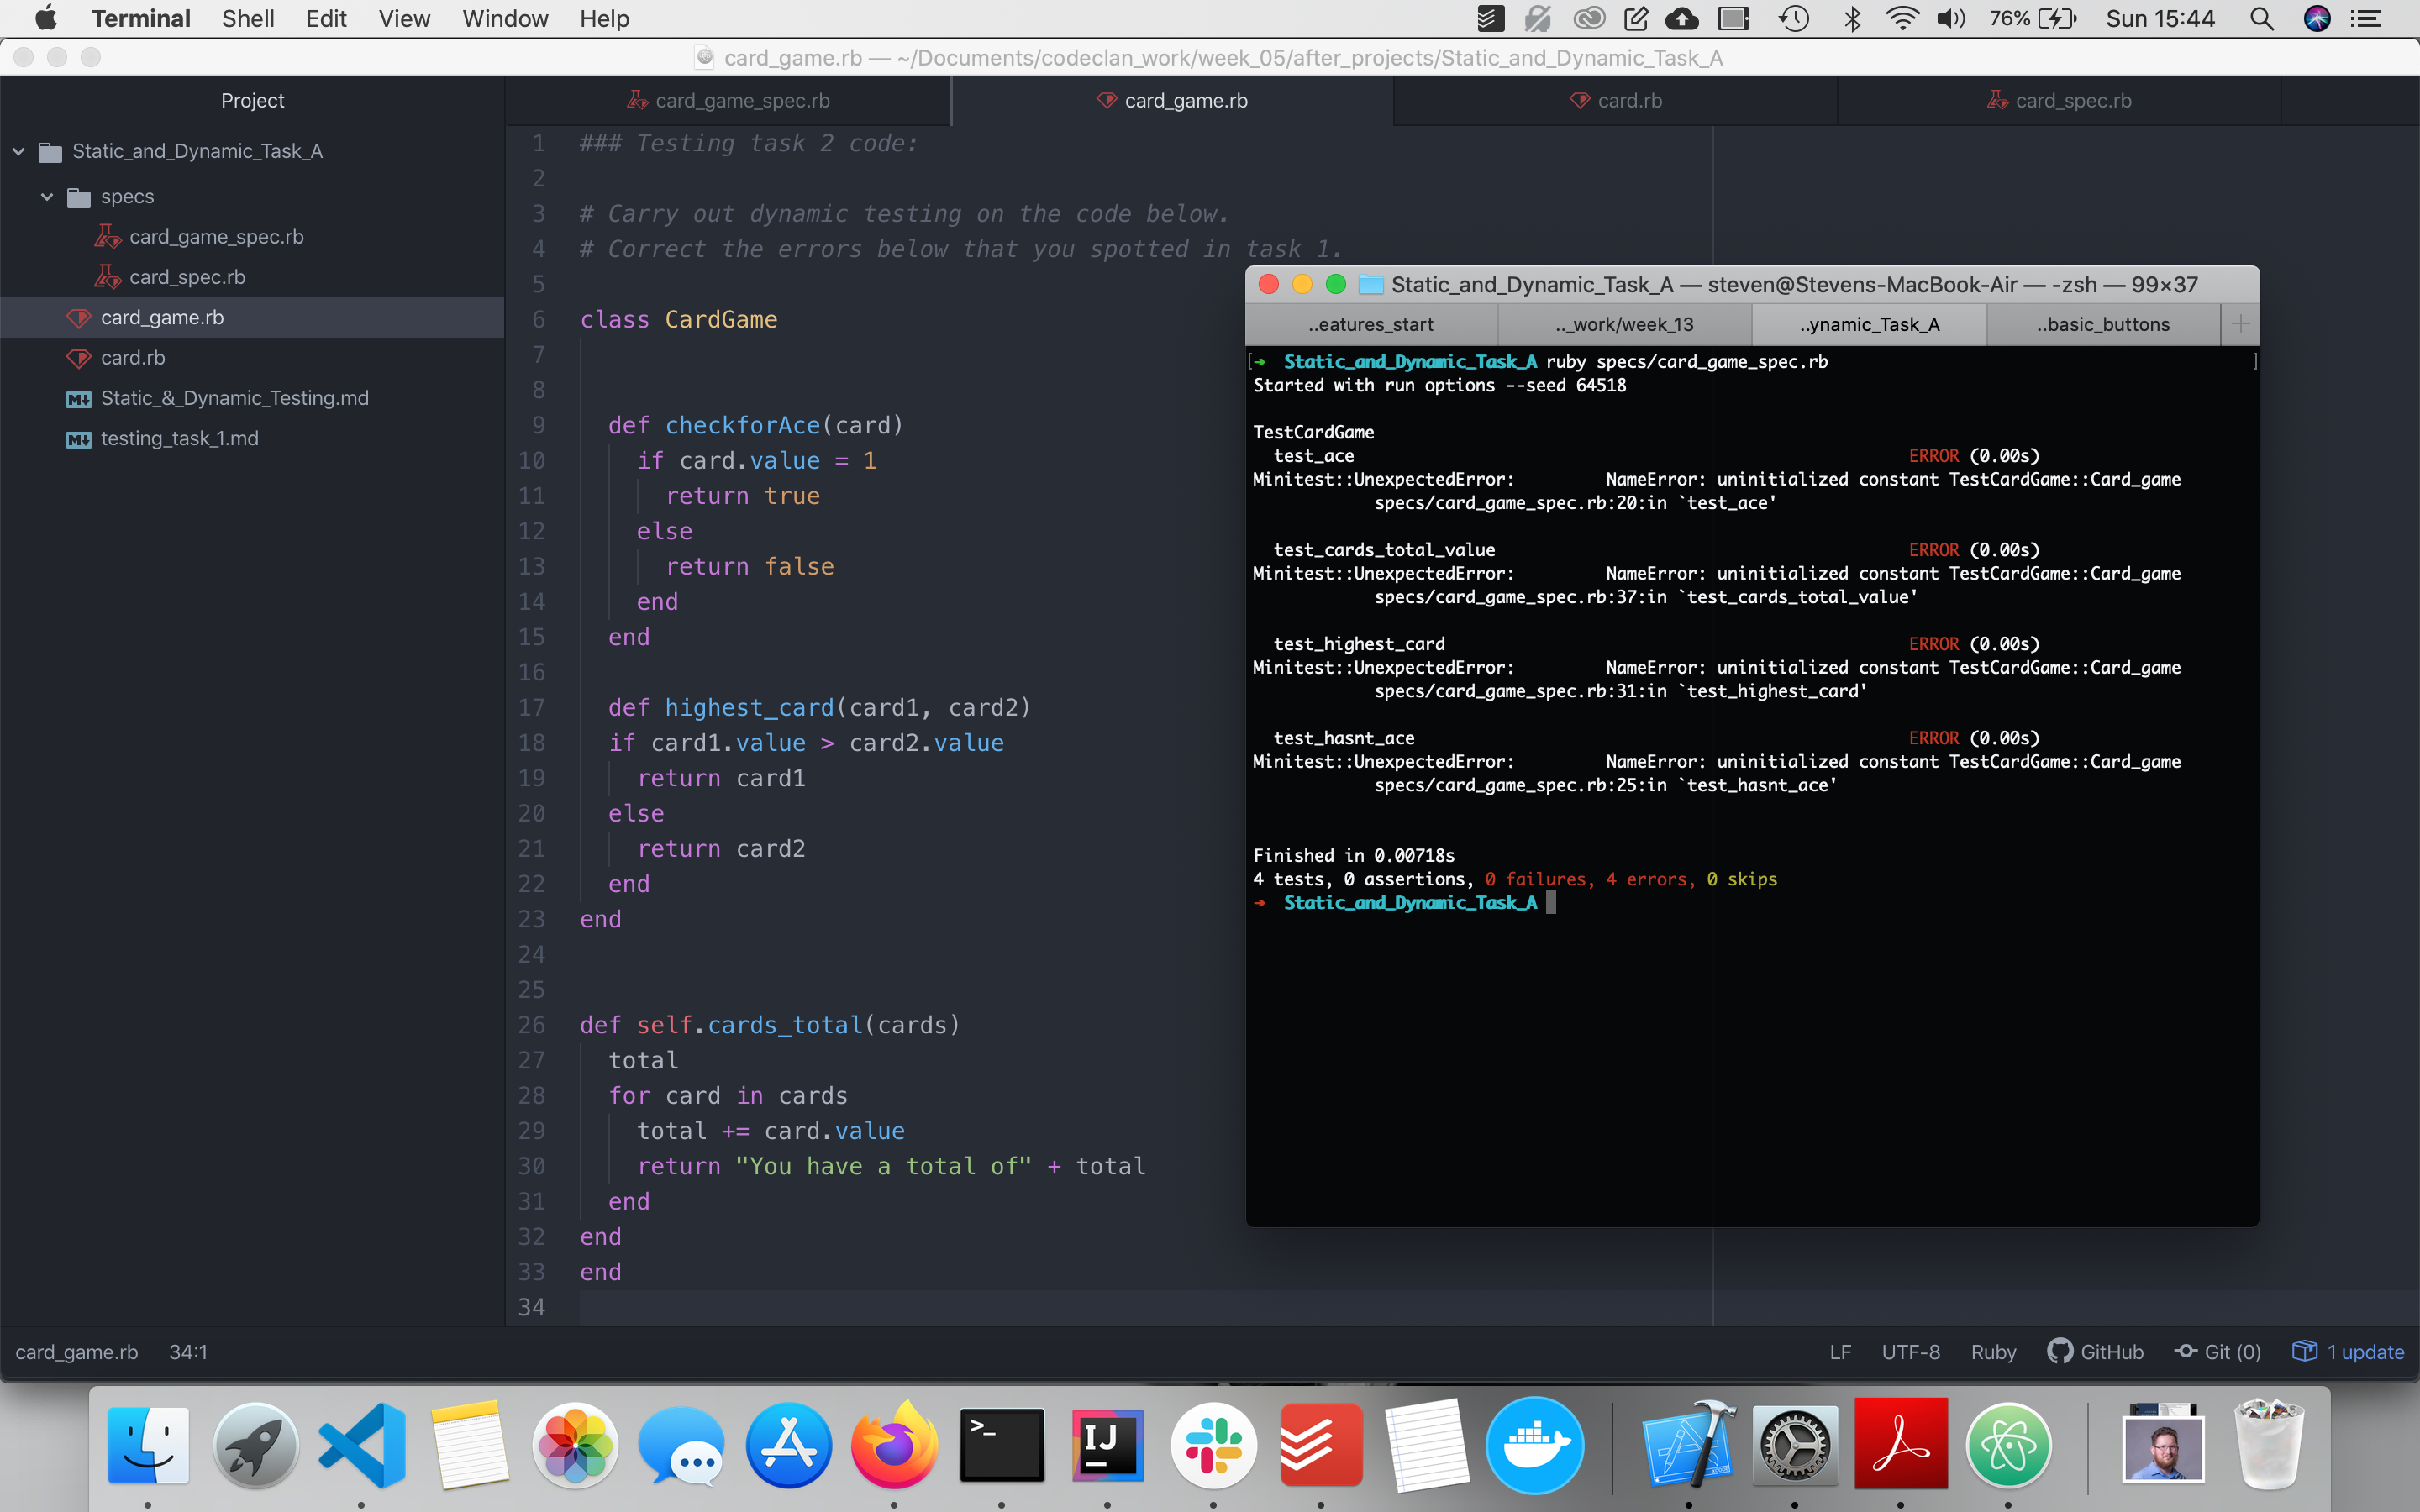 Terminal Shell Edit View Window Help 76% Sun 15:44
card_game.rb — ~/Documents/codeclan_work/week_05/after_projects/Static_and_Dynamic_Task_A
Project
Static_and_Dynamic_Task_A
specs
card_game_spec.rb
card_spec.rb
card_game.rb
card.rb
Static_&_Dynamic_Testing.md
testing_task_1.md
card_game_spec.rb card_game.rb card.rb card_spec.rb
1 ### Testing task 2 code:
2
3 # Carry out dynamic testing on the code below.
4 # Correct the errors below that you spotted in task 1.
5
6 class CardGame
7
8
9 def checkforAce(card)
10 if card.value = 1
11 return true
12 else
13 return false
14 end
15 end
16
17 def highest_card(card1, card2)
18 if card1.value > card2.value
19 return card1
20 else
21 return card2
22 end
23 end
24
25
26 def self.cards_total(cards)
27 total
28 for card in cards
29 total += card.value
30 return "You have a total of" + total
31 end
32 end
33 end
34
Static_and_Dynamic_Task_A — steven@Stevens-MacBook-Air — -zsh — 99×37
..eatures_start .._work/week_13 ..ynamic_Task_A ..basic_buttons
[➜ Static_and_Dynamic_Task_A ruby specs/card_game_spec.rb ]
Started with run options --seed 64518
TestCardGame
test_ace ERROR (0.00s)
Minitest::UnexpectedError: NameError: uninitialized constant TestCardGame::Card_game
specs/card_game_spec.rb:20:in `test_ace'
test_cards_total_value ERROR (0.00s)
Minitest::UnexpectedError: NameError: uninitialized constant TestCardGame::Card_game
specs/card_game_spec.rb:37:in `test_cards_total_value'
test_highest_card ERROR (0.00s)
Minitest::UnexpectedError: NameError: uninitialized constant TestCardGame::Card_game
specs/card_game_spec.rb:31:in `test_highest_card'
test_hasnt_ace ERROR (0.00s)
Minitest::UnexpectedError: NameError: uninitialized constant TestCardGame::Card_game
specs/card_game_spec.rb:25:in `test_hasnt_ace'
Finished in 0.00718s
4 tests, 0 assertions, 0 failures, 4 errors, 0 skips
➜ Static_and_Dynamic_Task_A
card_game.rb 34:1 LF UTF-8 Ruby GitHub Git (0) 1 update
>_ IJ